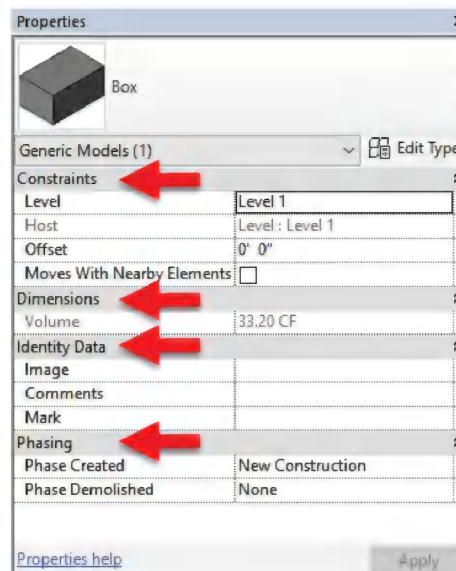 Properties
Box
Generic Models (1) Edit Type
Constraints
Level Level 1
Host Level : Level 1
Offset 0' 0"
Moves With Nearby Elements
Dimensions
Volume 33.20 CF
Identity Data
Image
Comments
Mark
Phasing
Phase Created New Construction
Phase Demolished None
Properties help Apply